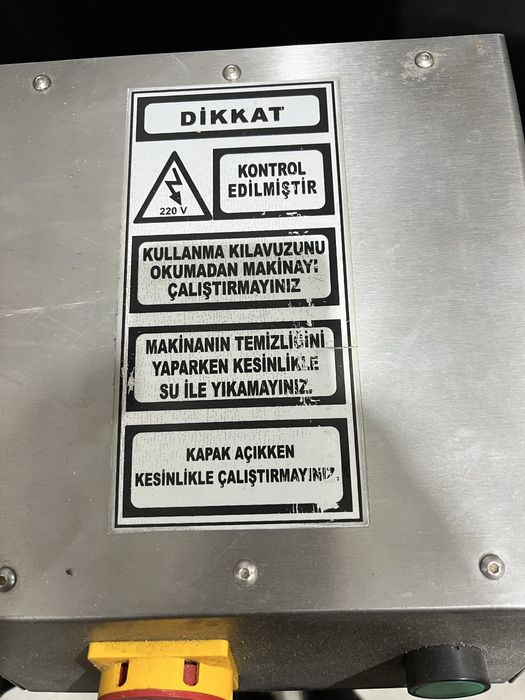 DİKKAT
220 V
KONTROL
EDİLMİŞTİR
KULLANMA KILAVUZUNU
OKUMADAN MAKİNAYI
ÇALIŞTIRMAYINIZ
MAKİNANIN TEMİZLİĞİNİ
YAPARKEN KESİNLİKLE
SU İLE YIKAMAYINIZ.
KAPAK AÇIKKEN
KESİNLİKLE ÇALIŞTIRMAYINIZ.